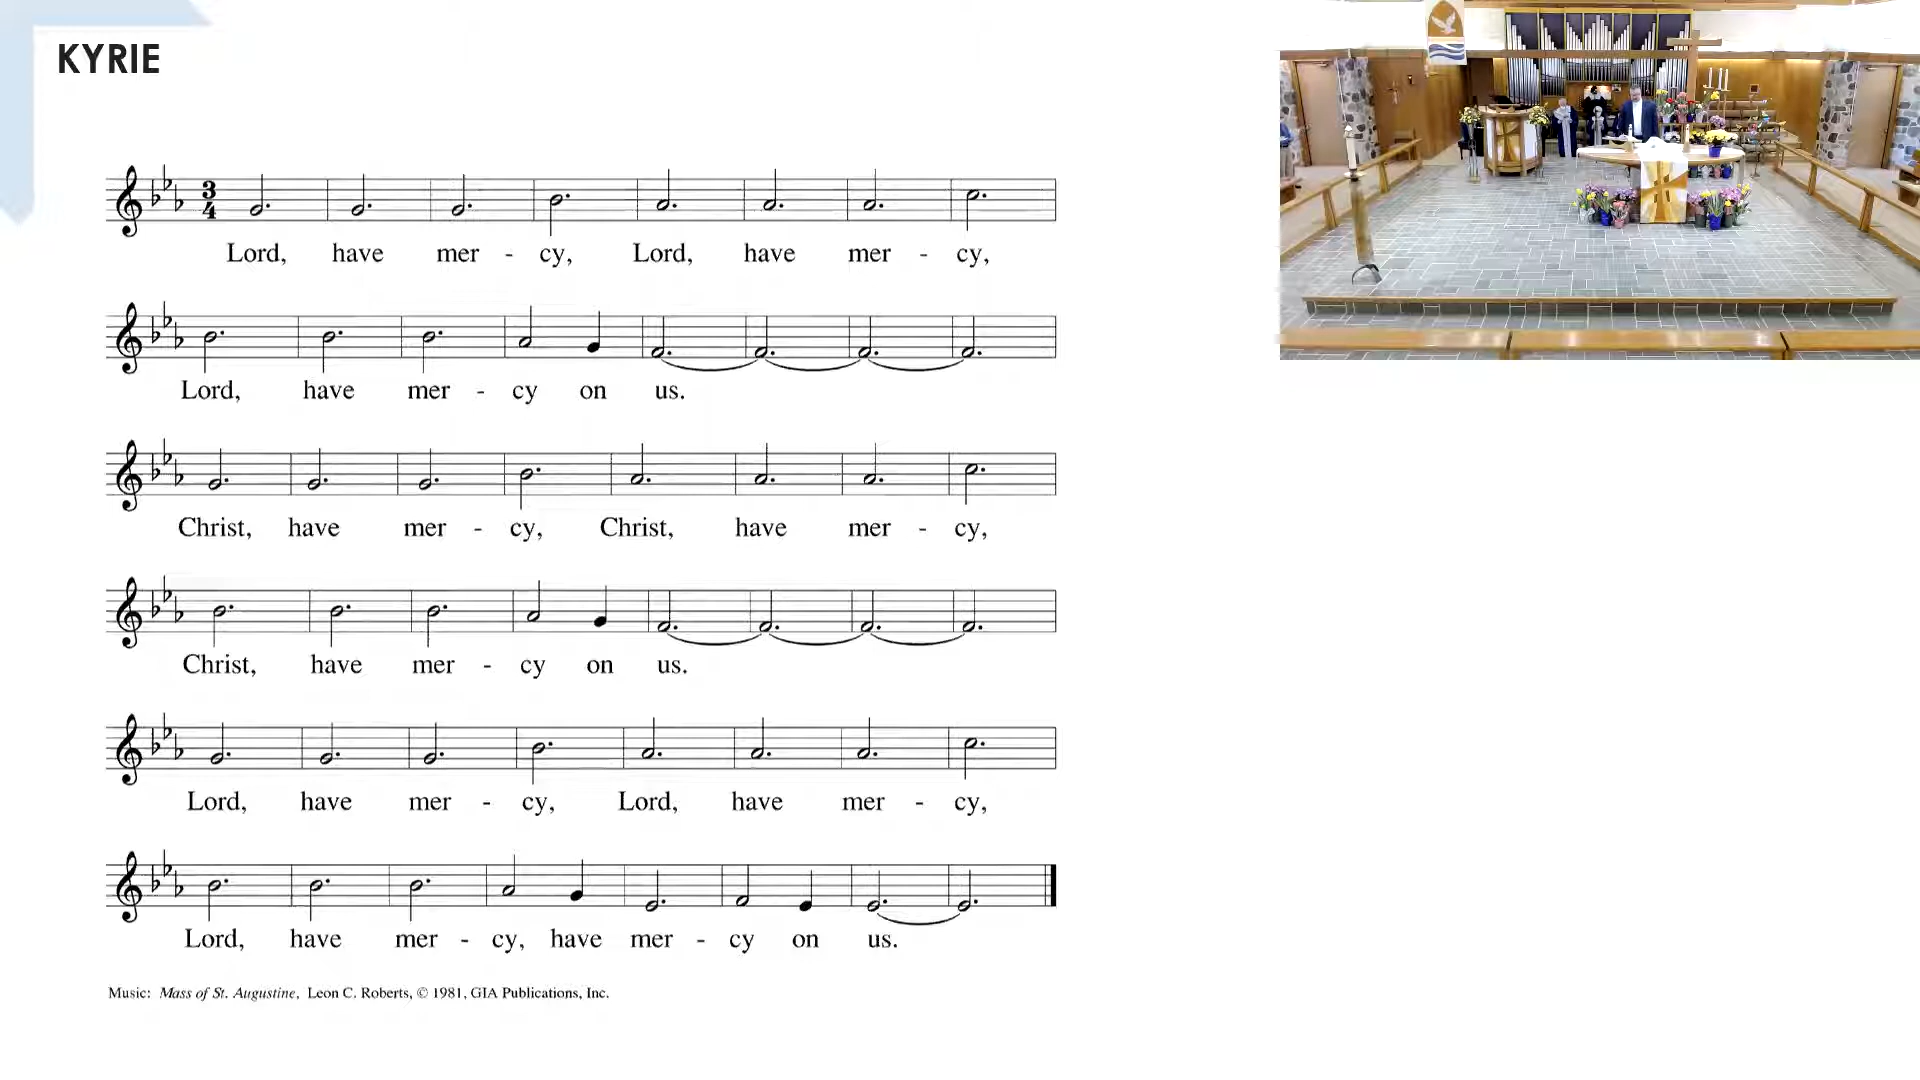 KYRIE
3
4
Lord, have mer - cy, Lord, have mer - cy,
Lord, have mer - cy on us.
Christ, have mer - cy, Christ, have mer - cy,
Christ, have mer - cy on us.
Lord, have mer - cy, Lord, have mer - cy,
Lord, have mer - cy, have mer - cy on us.
Music: Mass of St. Augustine, Leon C. Roberts, © 1981, GIA Publications, Inc.